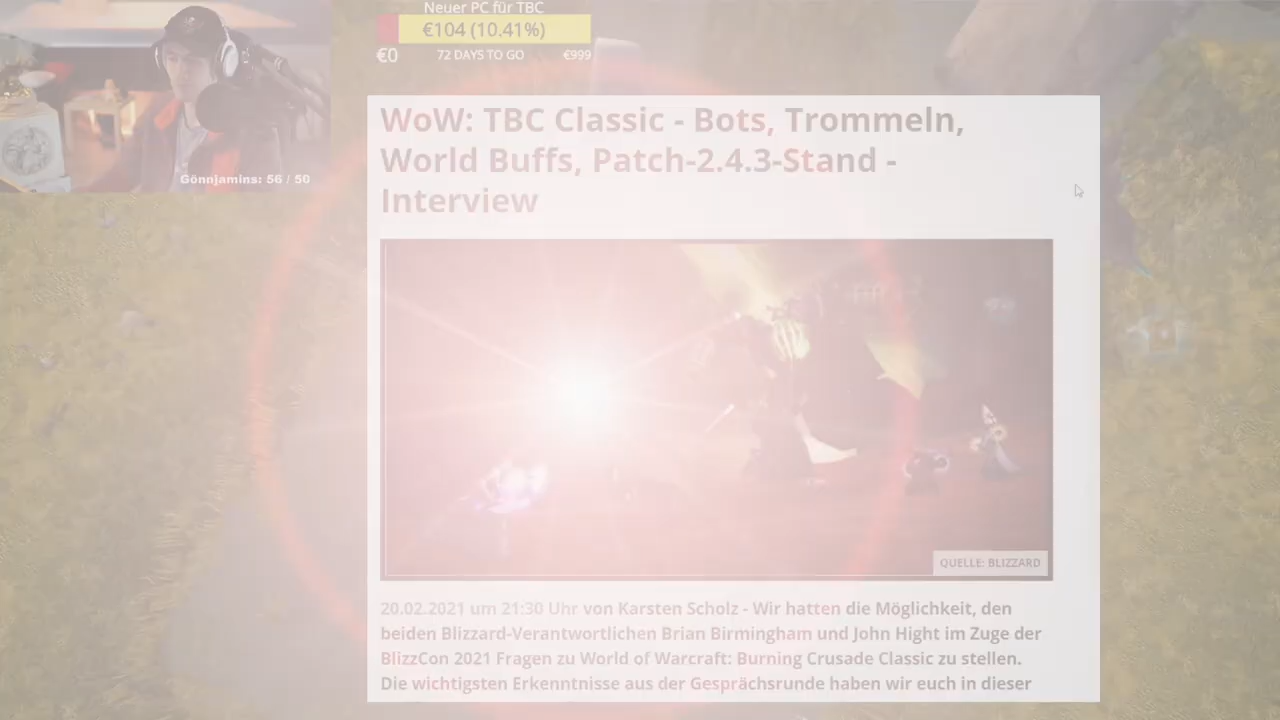 Neuer PC für TBC
€104 (10.41%)
€0 72 DAYS TO GO €999
Gönnjamins: 56 / 50
WoW: TBC Classic - Bots, Trommeln,
World Buffs, Patch-2.4.3-Stand -
Interview
QUELLE: BLIZZARD
20.02.2021 um 21:30 Uhr von Karsten Scholz - Wir hatten die Möglichkeit, den
beiden Blizzard-Verantwortlichen Brian Birmingham und John Hight im Zuge der
BlizzCon 2021 Fragen zu World of Warcraft: Burning Crusade Classic zu stellen.
Die wichtigsten Erkenntnisse aus der Gesprächsrunde haben wir euch in dieser